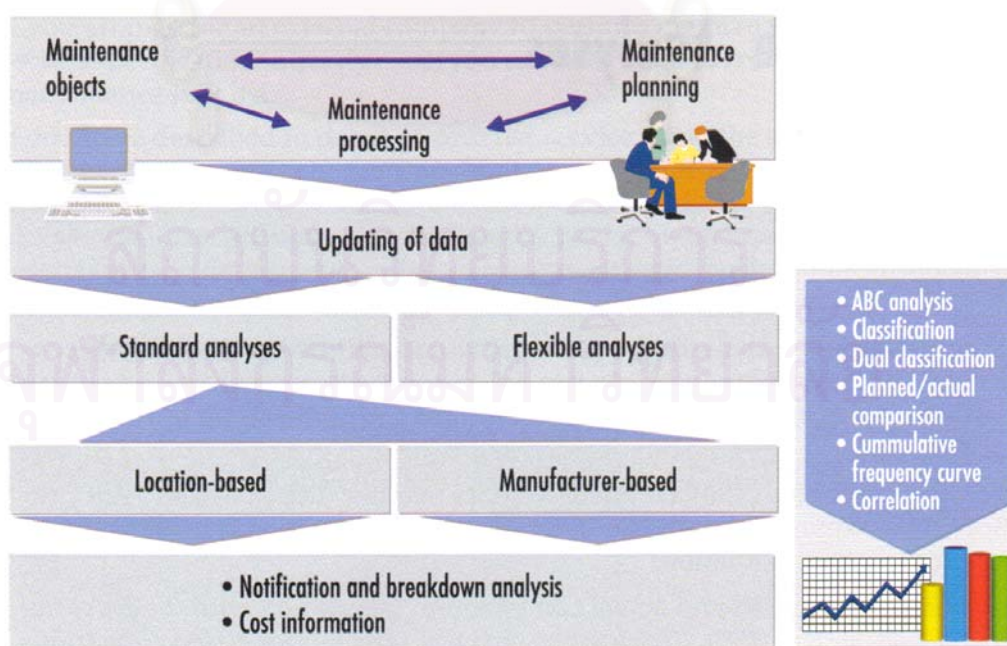 Maintenance
objects
Maintenance
processing
Maintenance
planning
Updating of data
Standard analyses
Flexible analyses
Location-based
Manufacturer-based
• Notification and breakdown analysis
• Cost information
• ABC analysis
• Classification
• Dual classification
• Planned/actual
comparison
• Cummulative
frequency curve
• Correlation